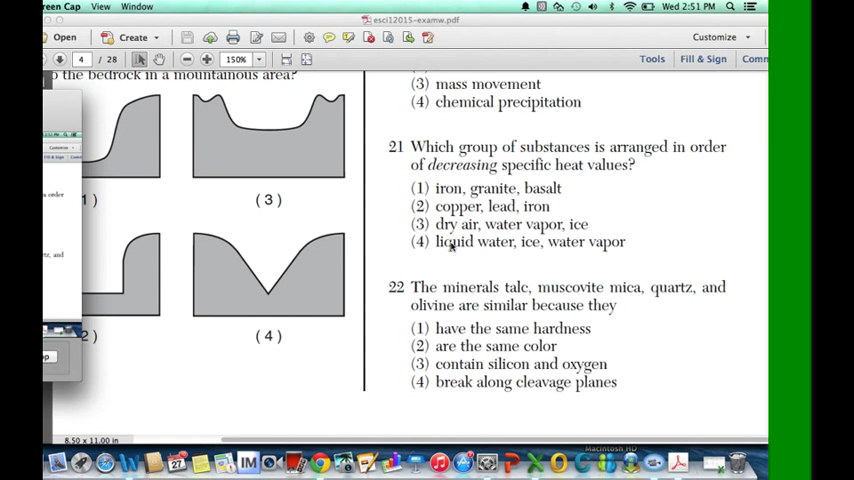 reen Cap View Window
Wed 2:51 PM
esci12015-examw.pdf
Open Create Customize
4 / 28 150% Tools Fill & Sign Comm
o the bedrock in a mountainous area?
1)
(3)
2)
(4)
(3) mass movement
(4) chemical precipitation
21 Which group of substances is arranged in order
of decreasing specific heat values?
(1) iron, granite, basalt
(2) copper, lead, iron
(3) dry air, water vapor, ice
(4) liquid water, ice, water vapor
22 The minerals talc, muscovite mica, quartz, and
olivine are similar because they
(1) have the same hardness
(2) are the same color
(3) contain silicon and oxygen
(4) break along cleavage planes
8.50 x 11.00 in
Macintosh HD